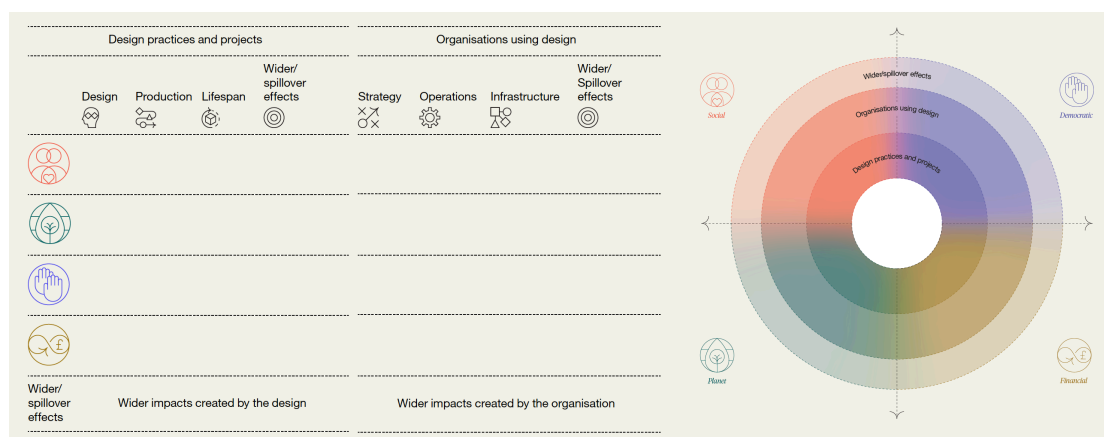 Design practices and projects
Organisations using design
Design
Production
Lifespan
Wider/
spillover
effects
Strategy
Operations
Infrastructure
Wider/
Spillover
effects
£
Wider/
spillover
effects
Wider impacts created by the design
Wider impacts created by the organisation
Wider/spillover effects
Organisations using design
Design practices and projects
Social
Democratic
Planet
£
Financial